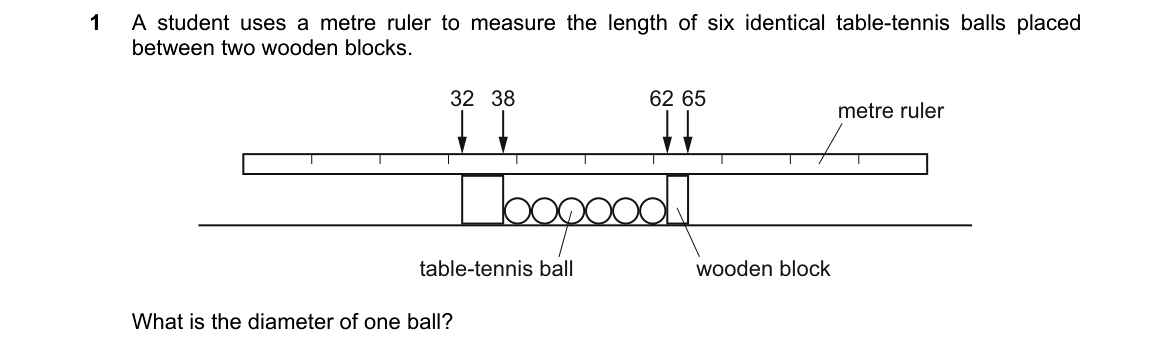 1 A student uses a metre ruler to measure the length of six identical table-tennis balls placed
between two wooden blocks.
32 38 62 65
metre ruler
table-tennis ball wooden block
What is the diameter of one ball?